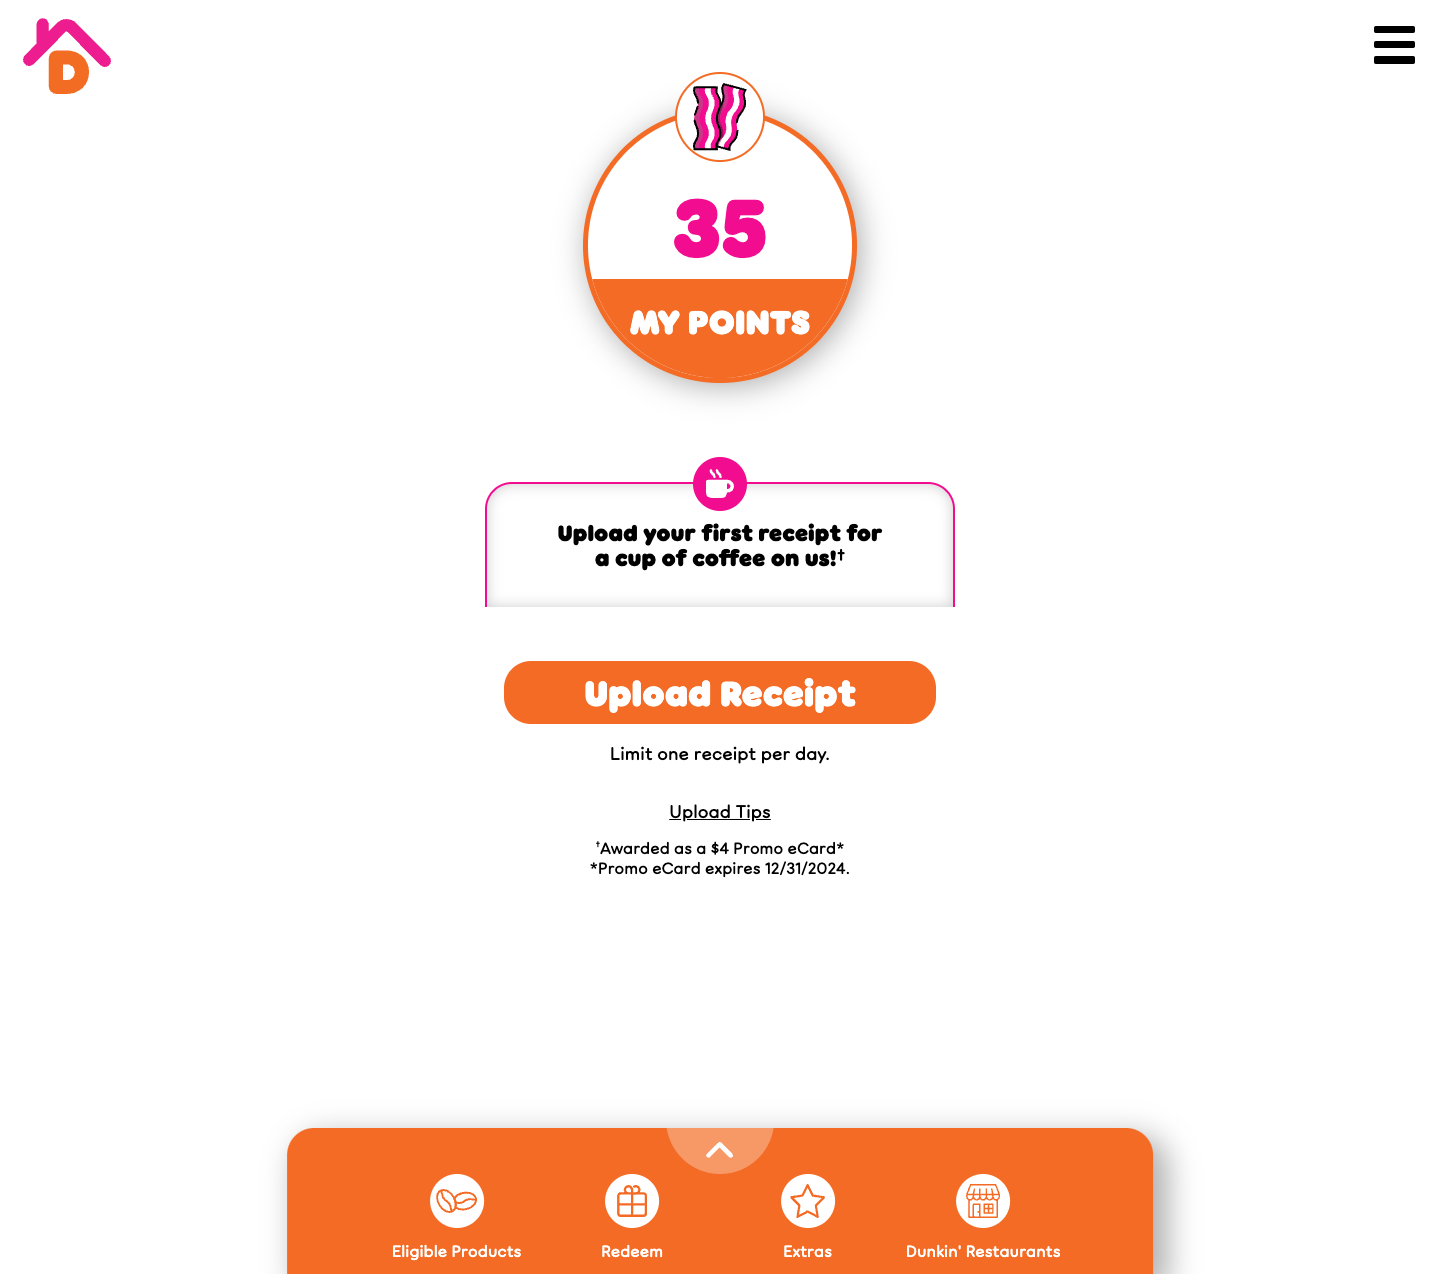 D
35
MY POINTS
Upload your first receipt for
a cup of coffee on us!†
Upload Receipt
Limit one receipt per day.
Upload Tips
†Awarded as a $4 Promo eCard*
*Promo eCard expires 12/31/2024.
Eligible Products
Redeem
Extras
Dunkin' Restaurants